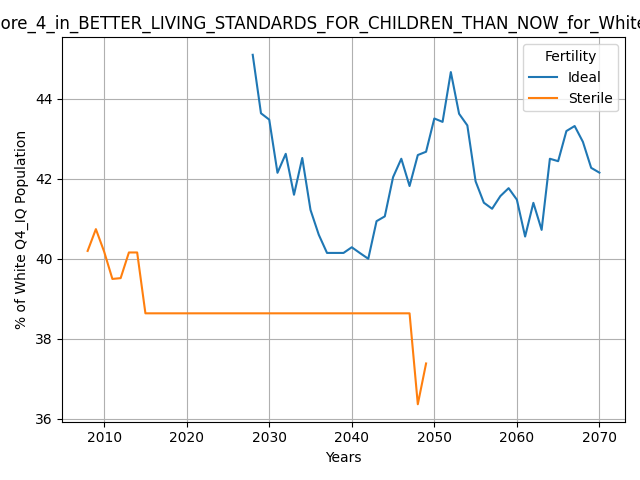 ore_4_in_BETTER_LIVING_STANDARDS_FOR_CHILDREN_THAN_NOW_for_White
Fertility
Ideal
Sterile
% of White Q4_IQ Population
44
42
40
38
36
2010
2020
2030
2040
2050
2060
2070
Years